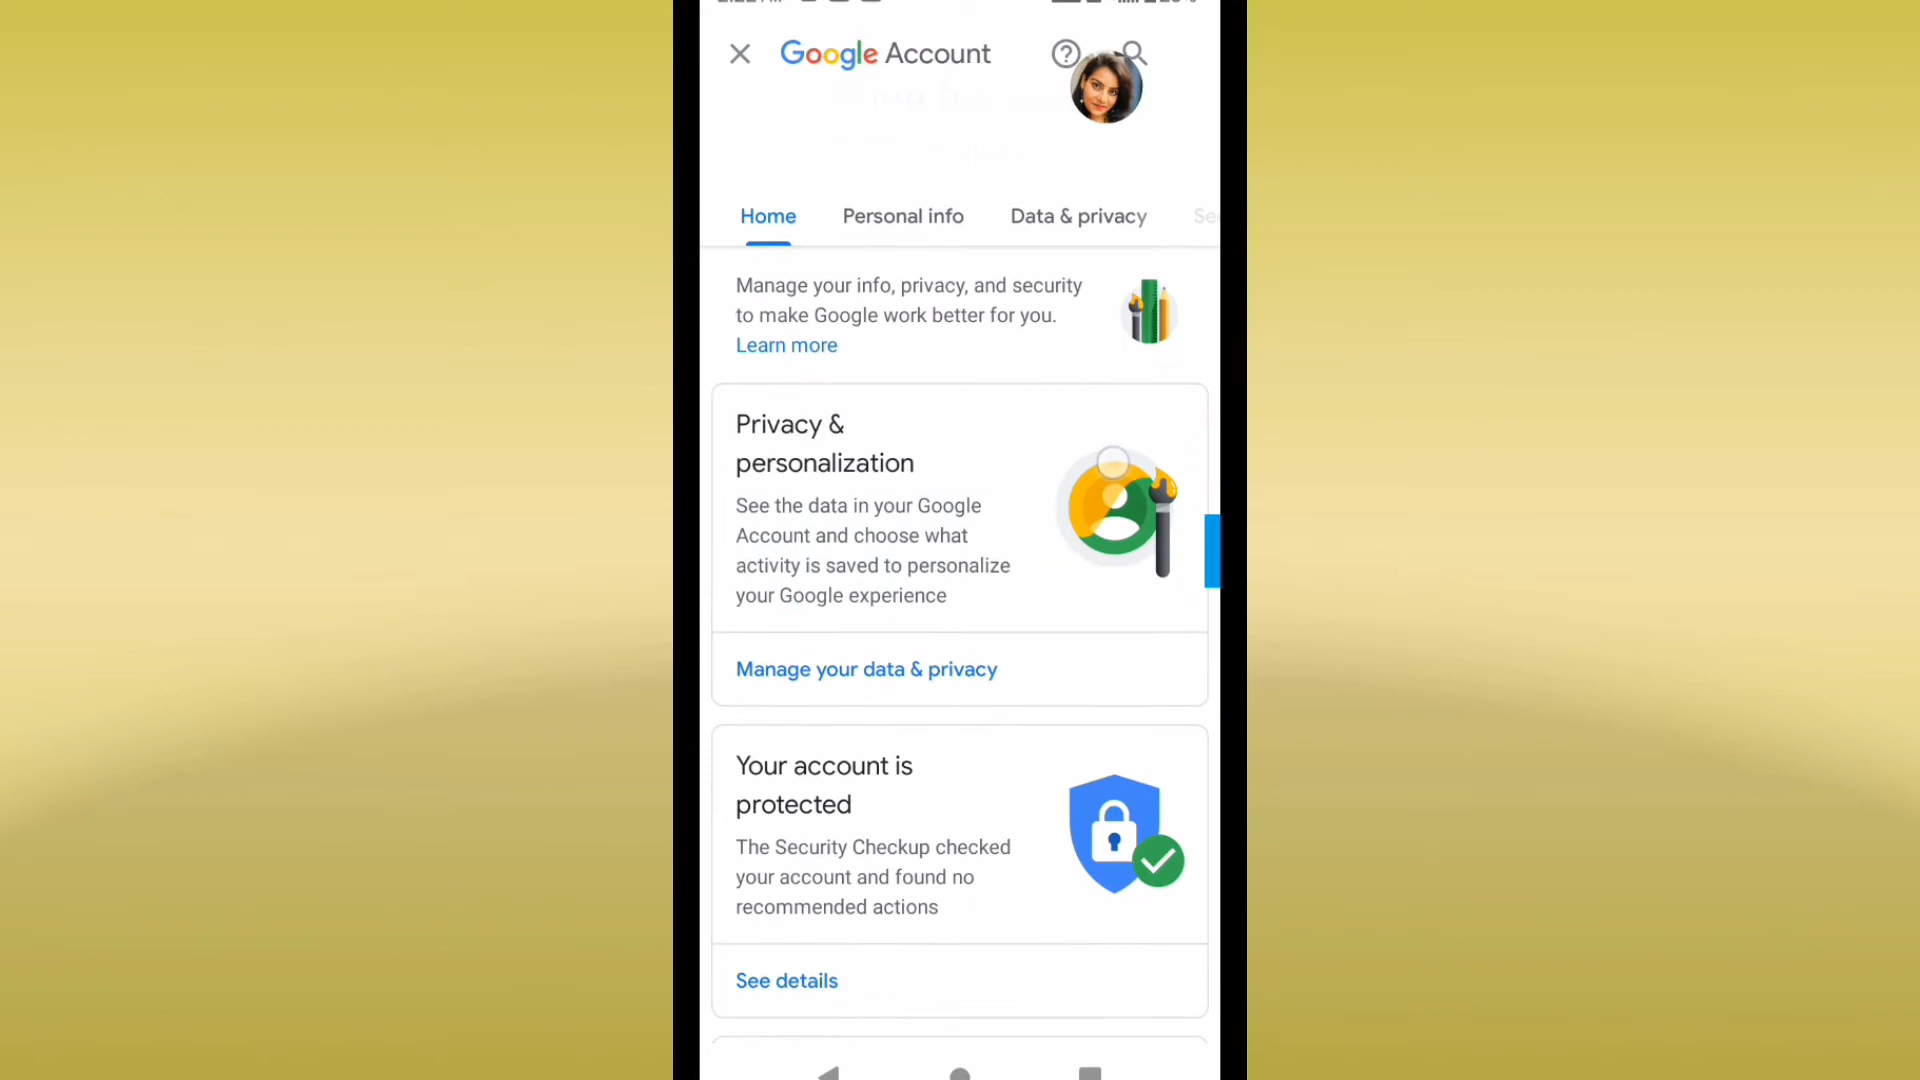 Google Account
Home Personal info Data & privacy
Manage your info, privacy, and security
to make Google work better for you.
Learn more
Privacy &
personalization
See the data in your Google
Account and choose what
activity is saved to personalize
your Google experience
Manage your data & privacy
Your account is
protected
The Security Checkup checked
your account and found no
recommended actions
See details